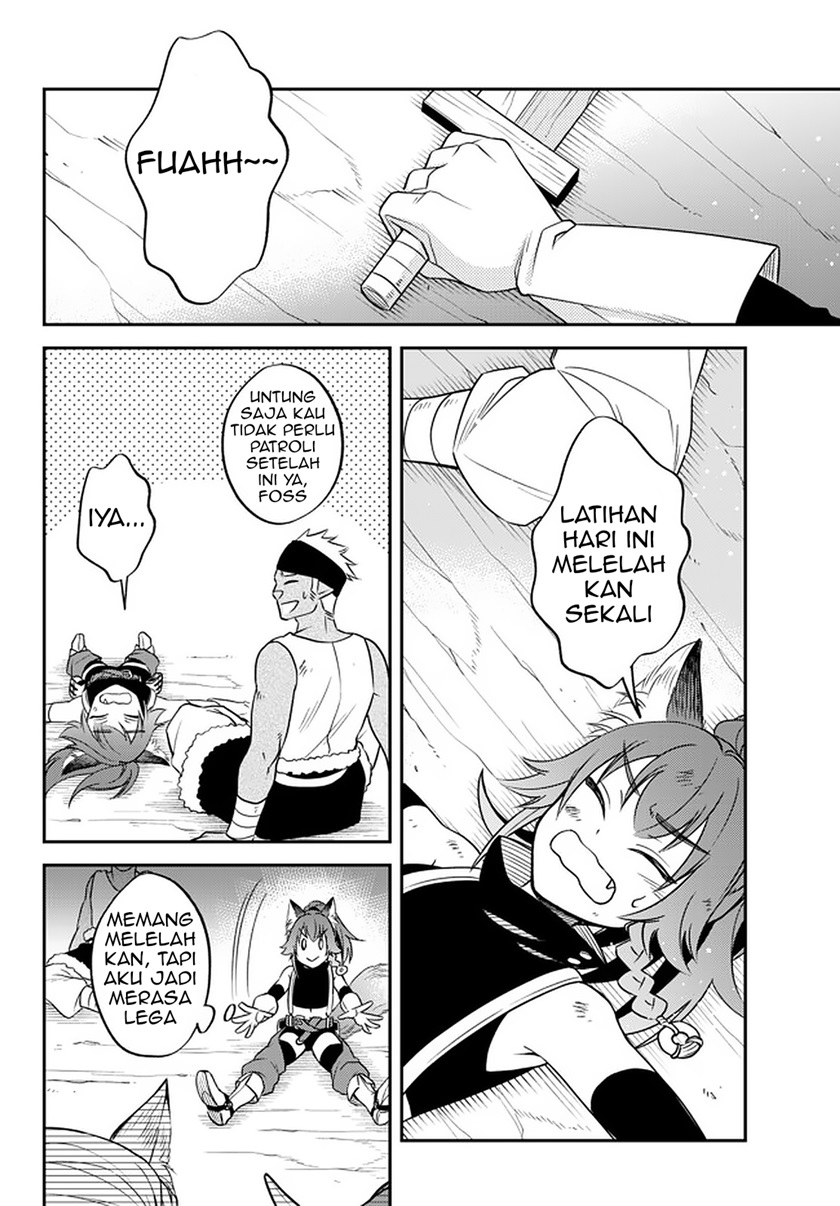 FUAHH~~
LATIHAN
HARI INI
MELELAH
KAN
SEKALI
UNTUNG
SAJA KAU
TIDAK PERLU
PATROLI
SETELAH
INI YA,
FOSS
IYA...
MEMANG
MELELAH
KAN, TAPI
AKU JADI
MERASA
LEGA